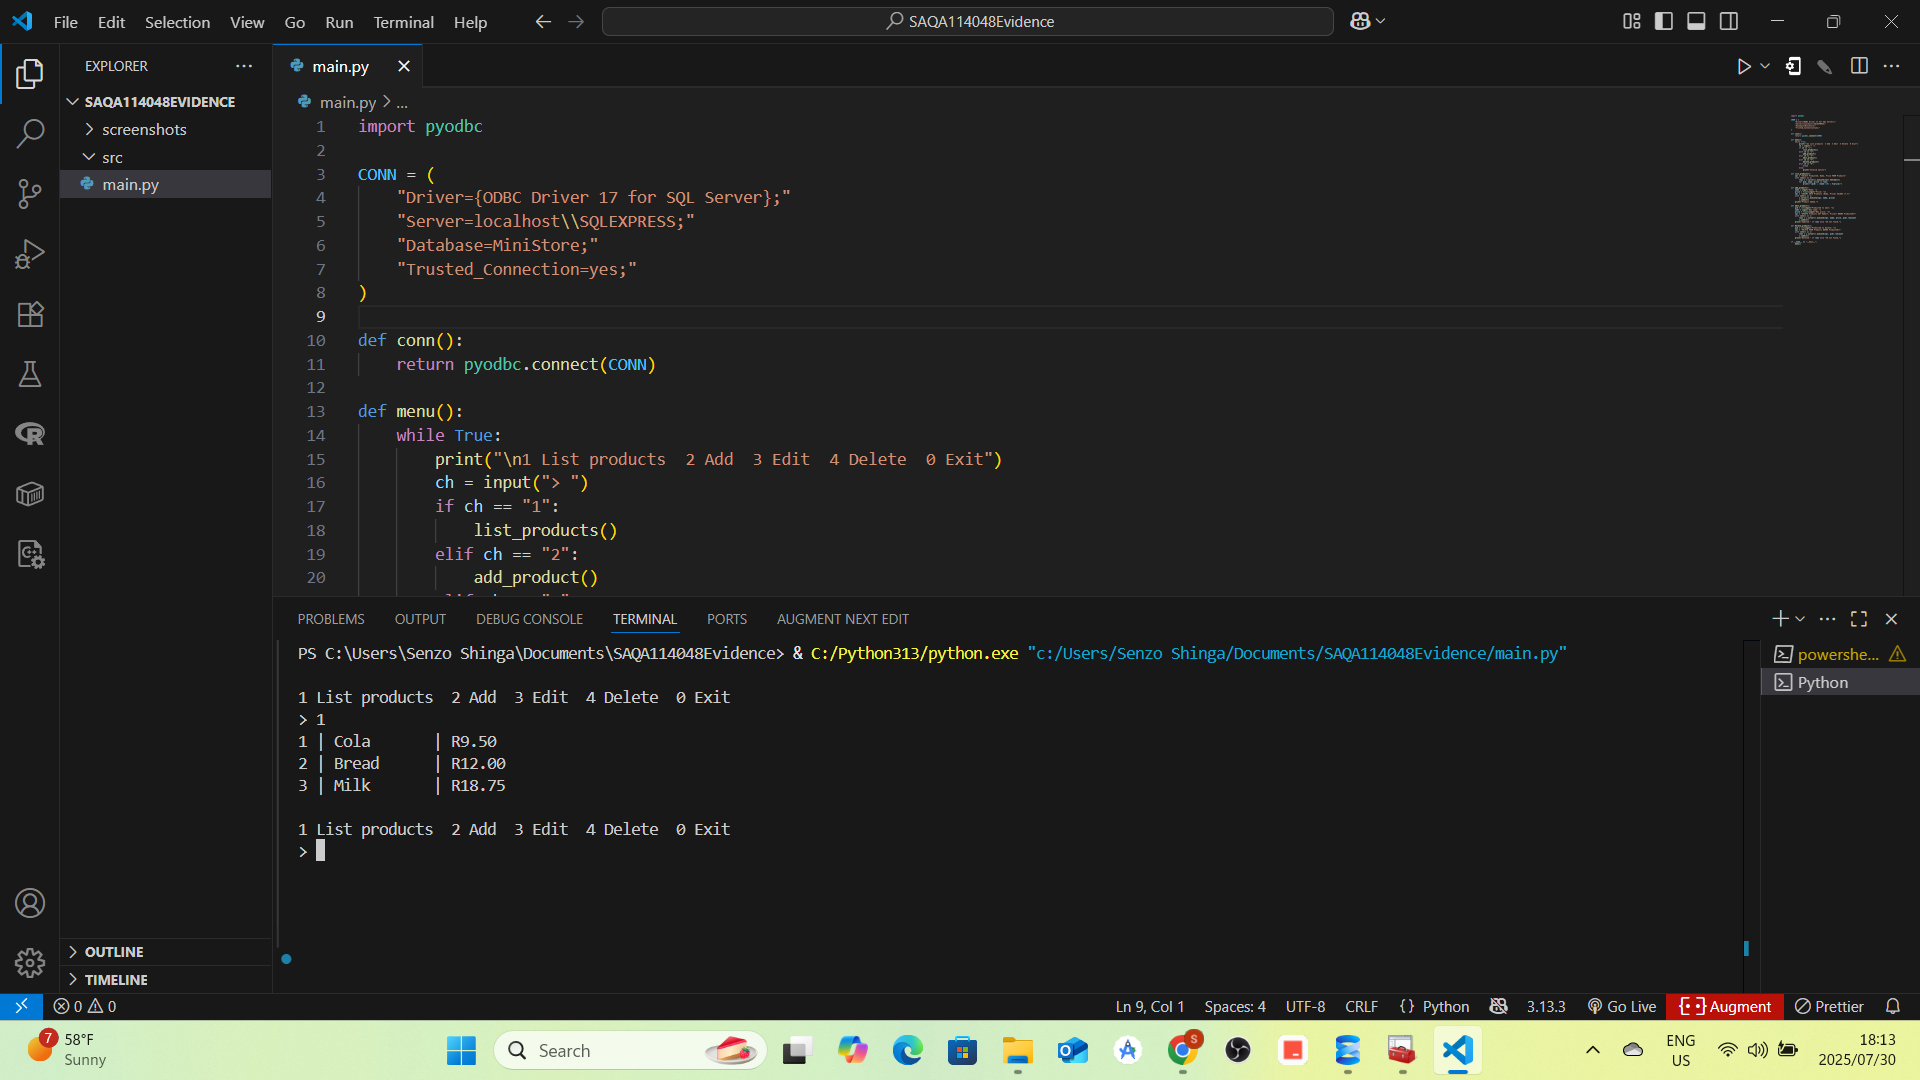 File Edit Selection View Go Run Terminal Help
SAQA114048Evidence
EXPLORER
SAQA114048EVIDENCE
screenshots
src
main.py
OUTLINE
TIMELINE
main.py
main.py > ...
1 import pyodbc
2
3 CONN = (
4 "Driver={ODBC Driver 17 for SQL Server};"
5 "Server=localhost\\SQLEXPRESS;"
6 "Database=MiniStore;"
7 "Trusted_Connection=yes;"
8 )
9
10 def conn():
11 return pyodbc.connect(CONN)
12
13 def menu():
14 while True:
15 print("\n1 List products  2 Add  3 Edit  4 Delete  0 Exit")
16 ch = input("> ")
17 if ch == "1":
18 list_products()
19 elif ch == "2":
20 add_product()
PROBLEMS OUTPUT DEBUG CONSOLE TERMINAL PORTS AUGMENT NEXT EDIT
PS C:\Users\Senzo Shinga\Documents\SAQA114048Evidence> & C:/Python313/python.exe "c:/Users/Senzo Shinga/Documents/SAQA114048Evidence/main.py"
1 List products  2 Add  3 Edit  4 Delete  0 Exit
> 1
1 | Cola       | R9.50
2 | Bread      | R12.00
3 | Milk       | R18.75
1 List products  2 Add  3 Edit  4 Delete  0 Exit
>
powershe...
Python
0 0
Ln 9, Col 1 Spaces: 4 UTF-8 CRLF {} Python 3.13.3 Go Live Augment Prettier
7
58°F
Sunny
Search
S
ENG
US
18:13
2025/07/30